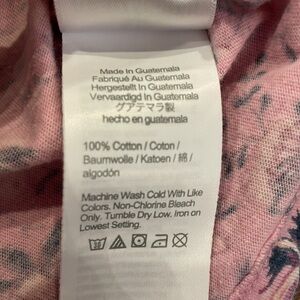 Made In Guatemala
Fabriqué Au Guatemala
Hergestellt In Guatemala
Vervaardigd In Guatemala
グアテマラ製
hecho en guatemala
100% Cotton / Coton /
Baumwolle / Katoen / 綿 /
algodón
Machine Wash Cold With Like
Colors. Non-Chlorine Bleach
Only. Tumble Dry Low. Iron on
Lowest Setting.